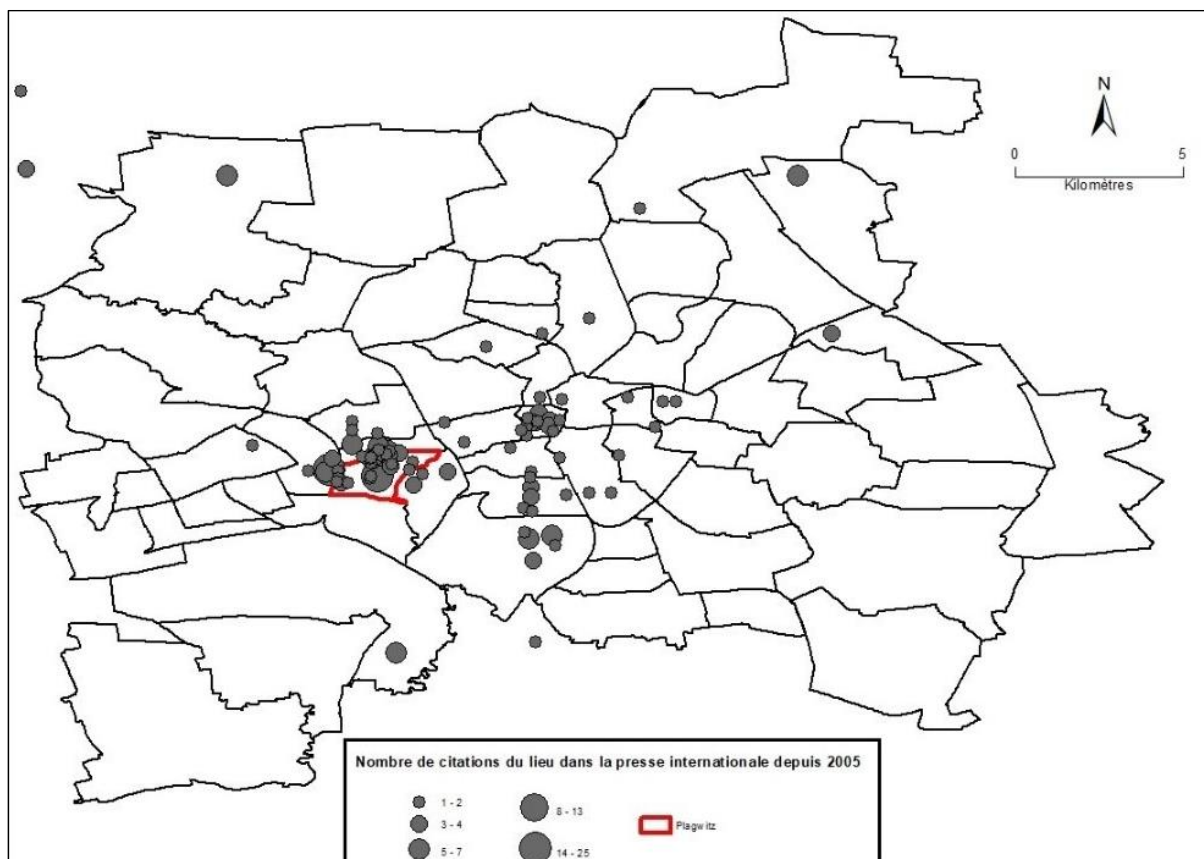 N
0 5
Kilomètres
Nombre de citations du lieu dans la presse internationale depuis 2005
1 - 2
3 - 4
5 - 7
8 - 13
14 - 25
Plagwitz